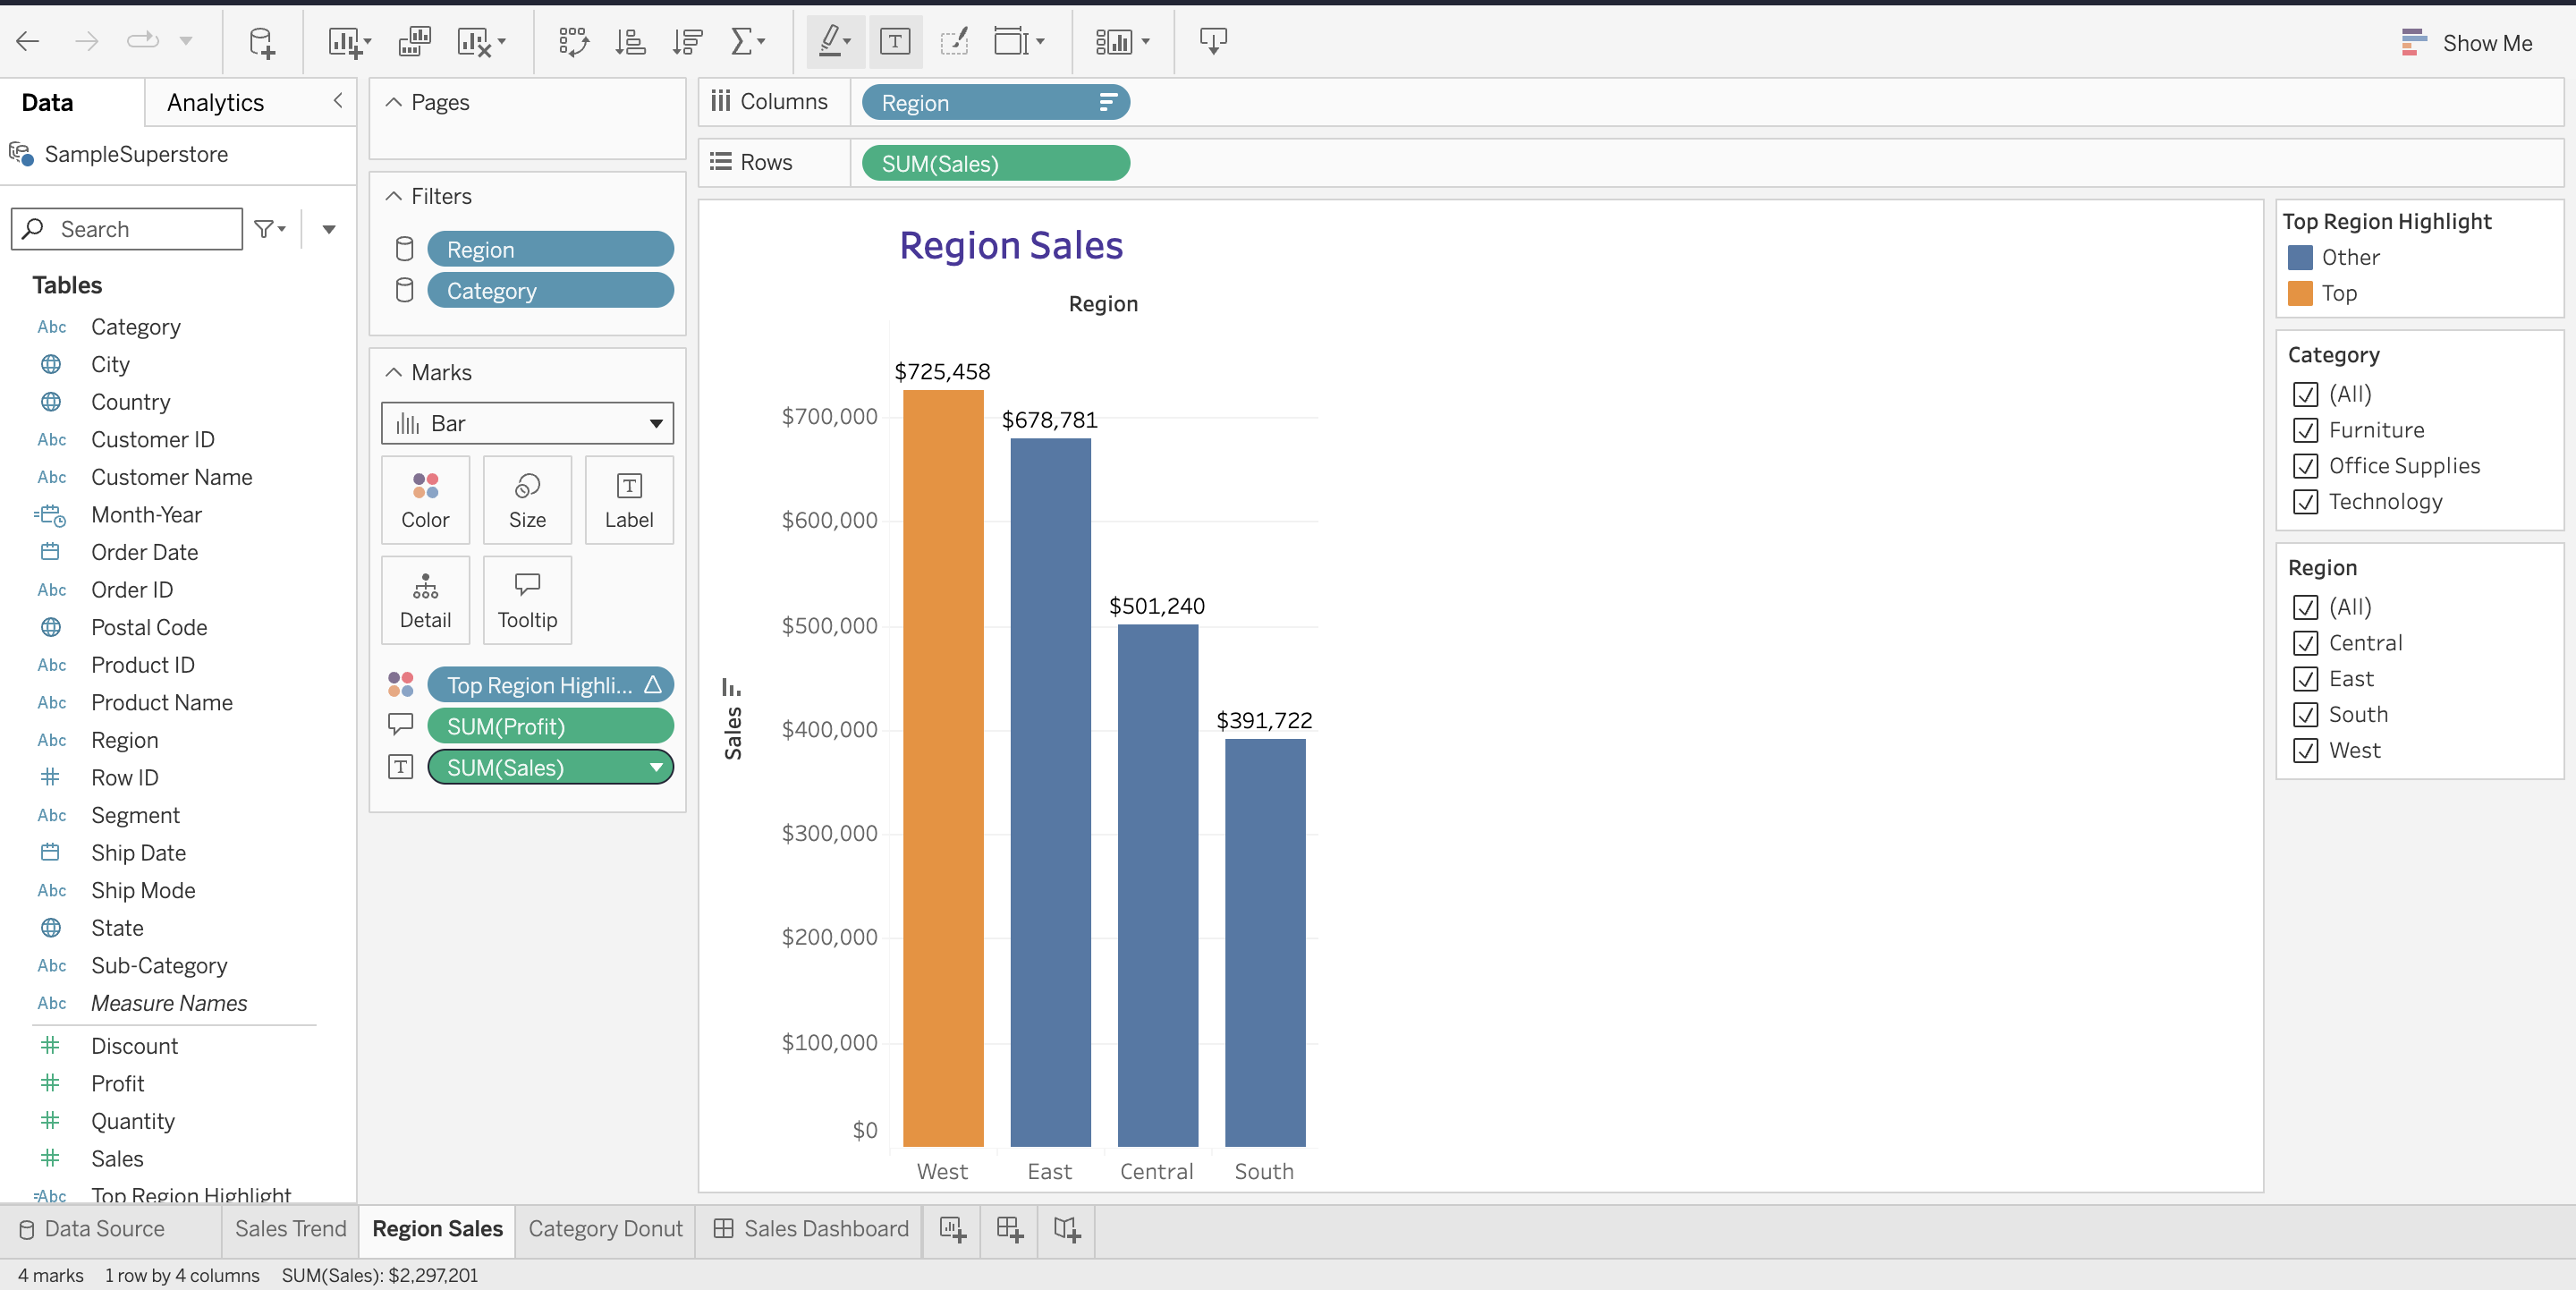 Show Me
Data
Analytics
SampleSuperstore
Search
Tables
Abc Category
City
Country
Abc Customer ID
Abc Customer Name
Month-Year
Order Date
Abc Order ID
Postal Code
Abc Product ID
Abc Product Name
Abc Region
# Row ID
Abc Segment
Ship Date
Abc Ship Mode
State
Abc Sub-Category
Abc Measure Names
# Discount
# Profit
# Quantity
# Sales
=Abc Top Region Highlight
Pages
Filters
Region
Category
Marks
Bar
Color Size Label
Detail Tooltip
Top Region Highli...
SUM(Profit)
SUM(Sales)
Columns Region
Rows SUM(Sales)
Region Sales
Region
$725,458
$678,781
$501,240
$391,722
$700,000
$600,000
$500,000
$400,000
$300,000
$200,000
$100,000
$0
Sales
West East Central South
Top Region Highlight
Other
Top
Category
(All)
Furniture
Office Supplies
Technology
Region
(All)
Central
East
South
West
Data Source Sales Trend Region Sales Category Donut Sales Dashboard
4 marks 1 row by 4 columns SUM(Sales): $2,297,201